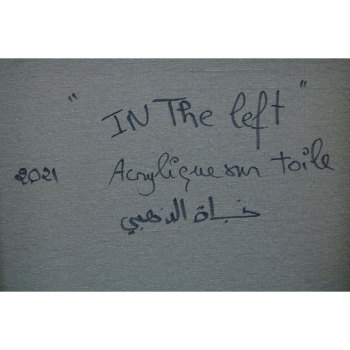 " IN The left "
2021 Acrylique sur toile
نجاة الذهبي